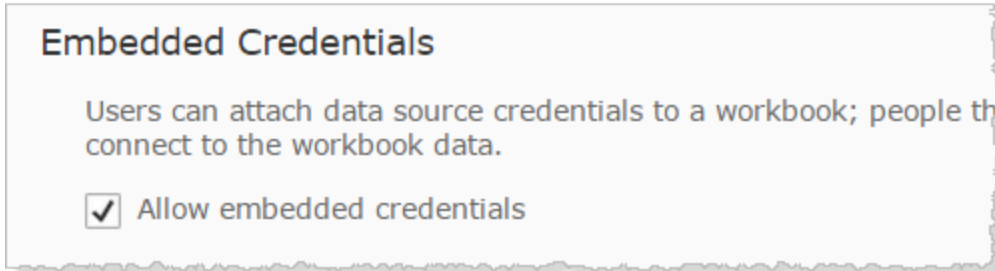 Embedded Credentials
Users can attach data source credentials to a workbook; people
connect to the workbook data.
Allow embedded credentials